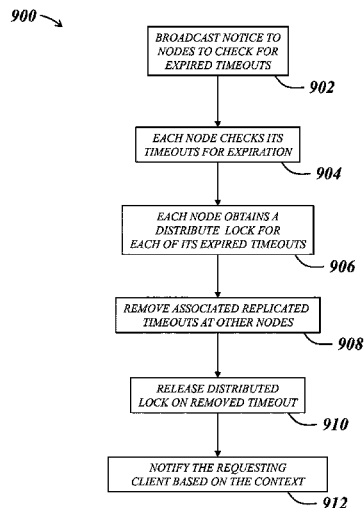 900
BROADCAST NOTICE TO
NODES TO CHECK FOR
EXPIRED TIMEOUTS
902
EACH NODE CHECKS ITS
TIMEOUTS FOR EXPIRATION
904
EACH NODE OBTAINS A
DISTRIBUTE LOCK FOR
EACH OF ITS EXPIRED TIMEOUTS
906
REMOVE ASSOCIATED REPLICATED
TIMEOUTS AT OTHER NODES
908
RELEASE DISTRIBUTED
LOCK ON REMOVED TIMEOUT
910
NOTIFY THE REQUESTING
CLIENT BASED ON THE CONTEXT
912